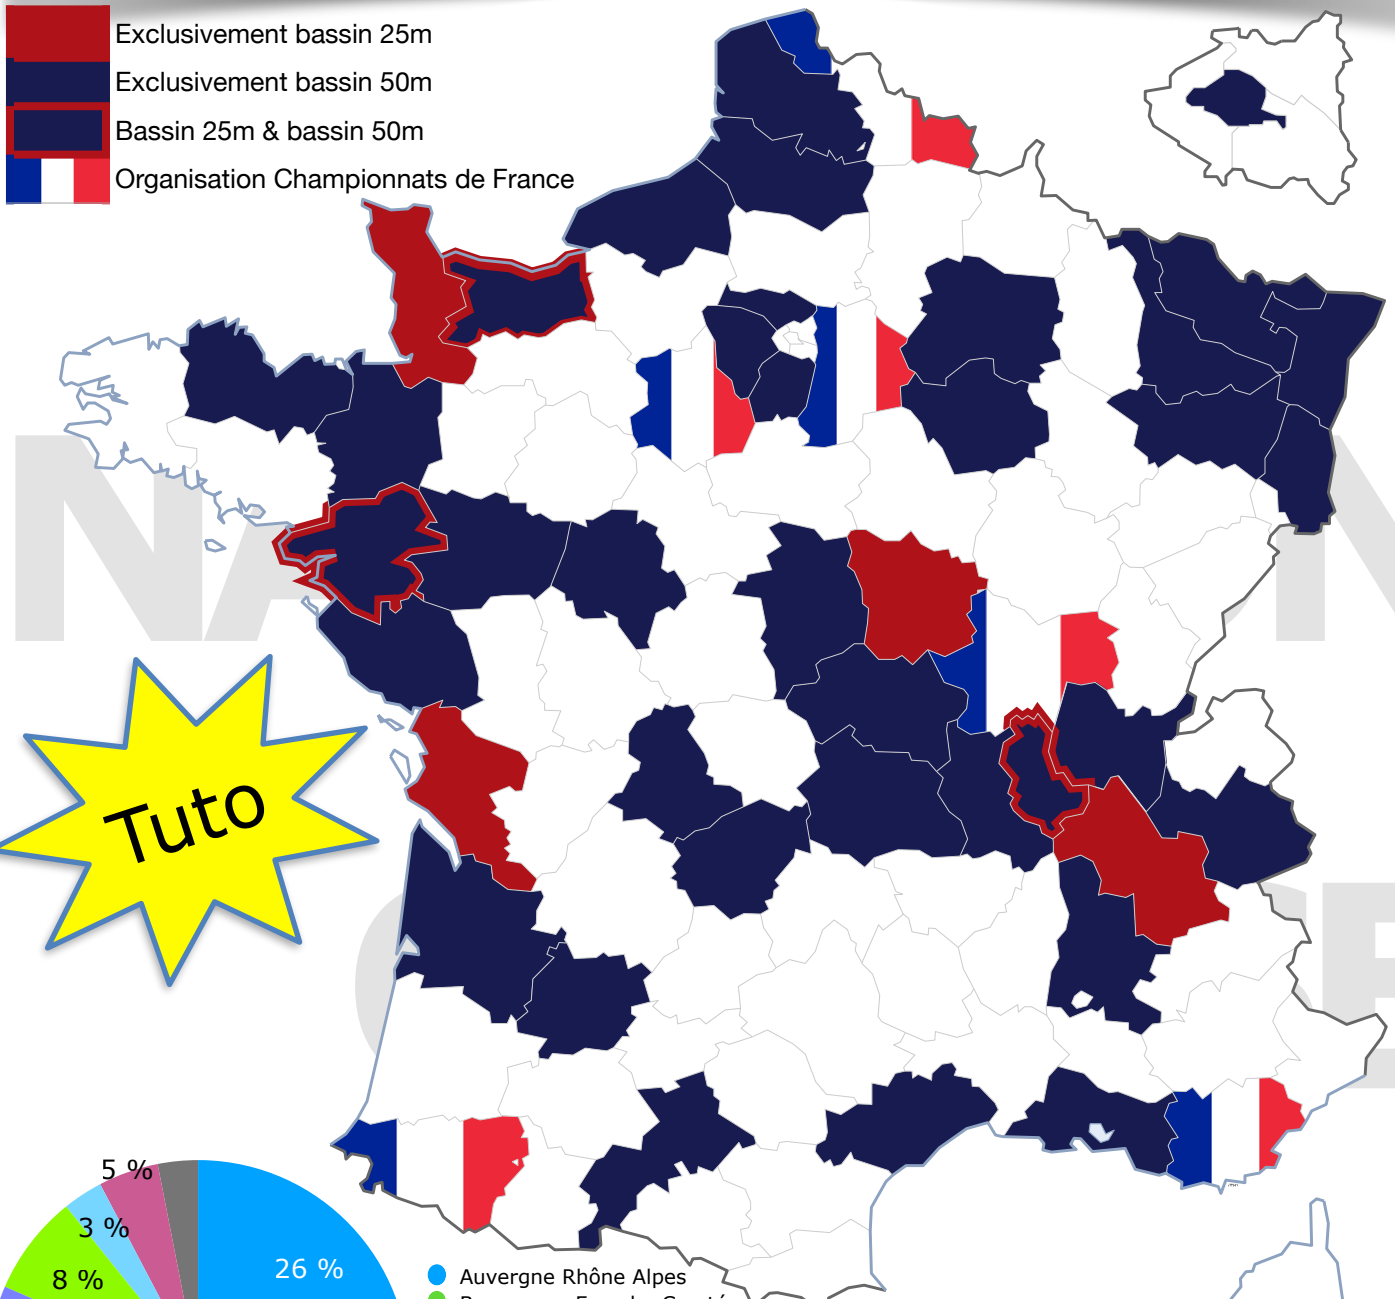 Exclusivement bassin 25m
Exclusivement bassin 50m
Bassin 25m & bassin 50m
Organisation Championnats de France
Tuto
5 %
3 %
8 %
26 %
Auvergne Rhône Alpes